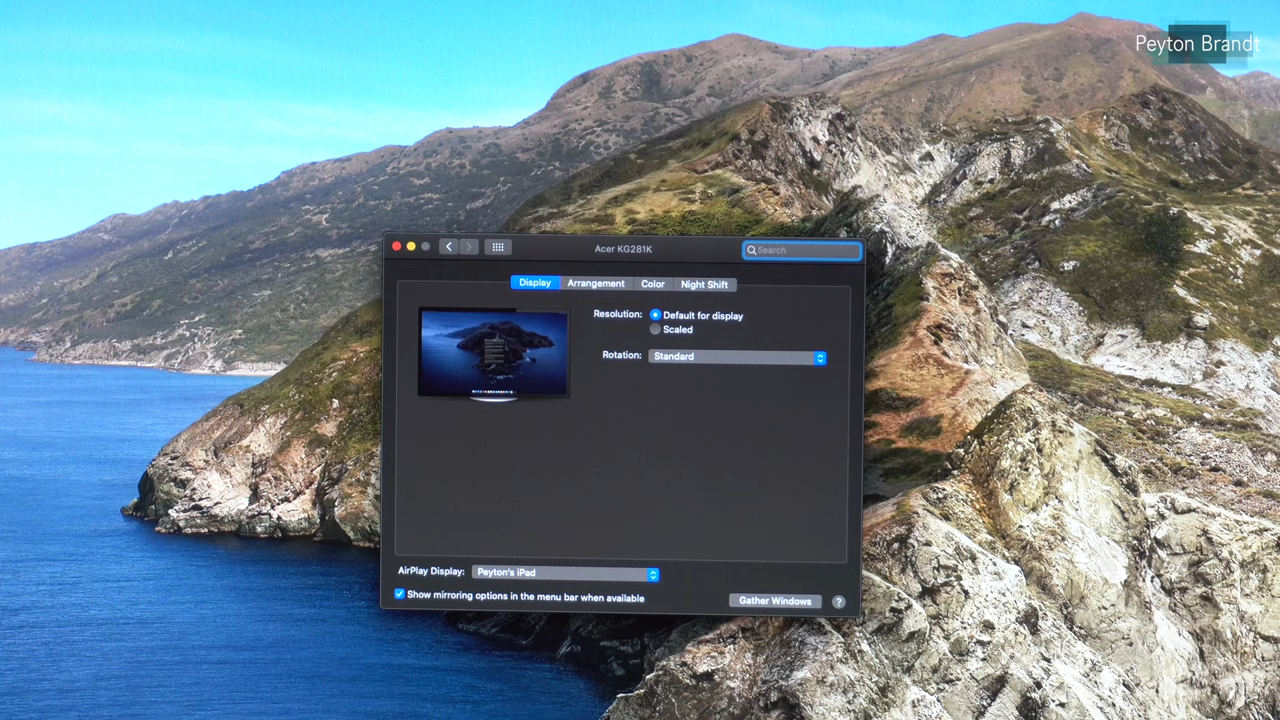 Peyton Brandt
Acer KG281K
Search
Display
Arrangement
Color
Night Shift
Resolution:
Default for display
Scaled
Rotation:
Standard
AirPlay Display:
Peyton's iPad
Show mirroring options in the menu bar when available
Gather Windows
?